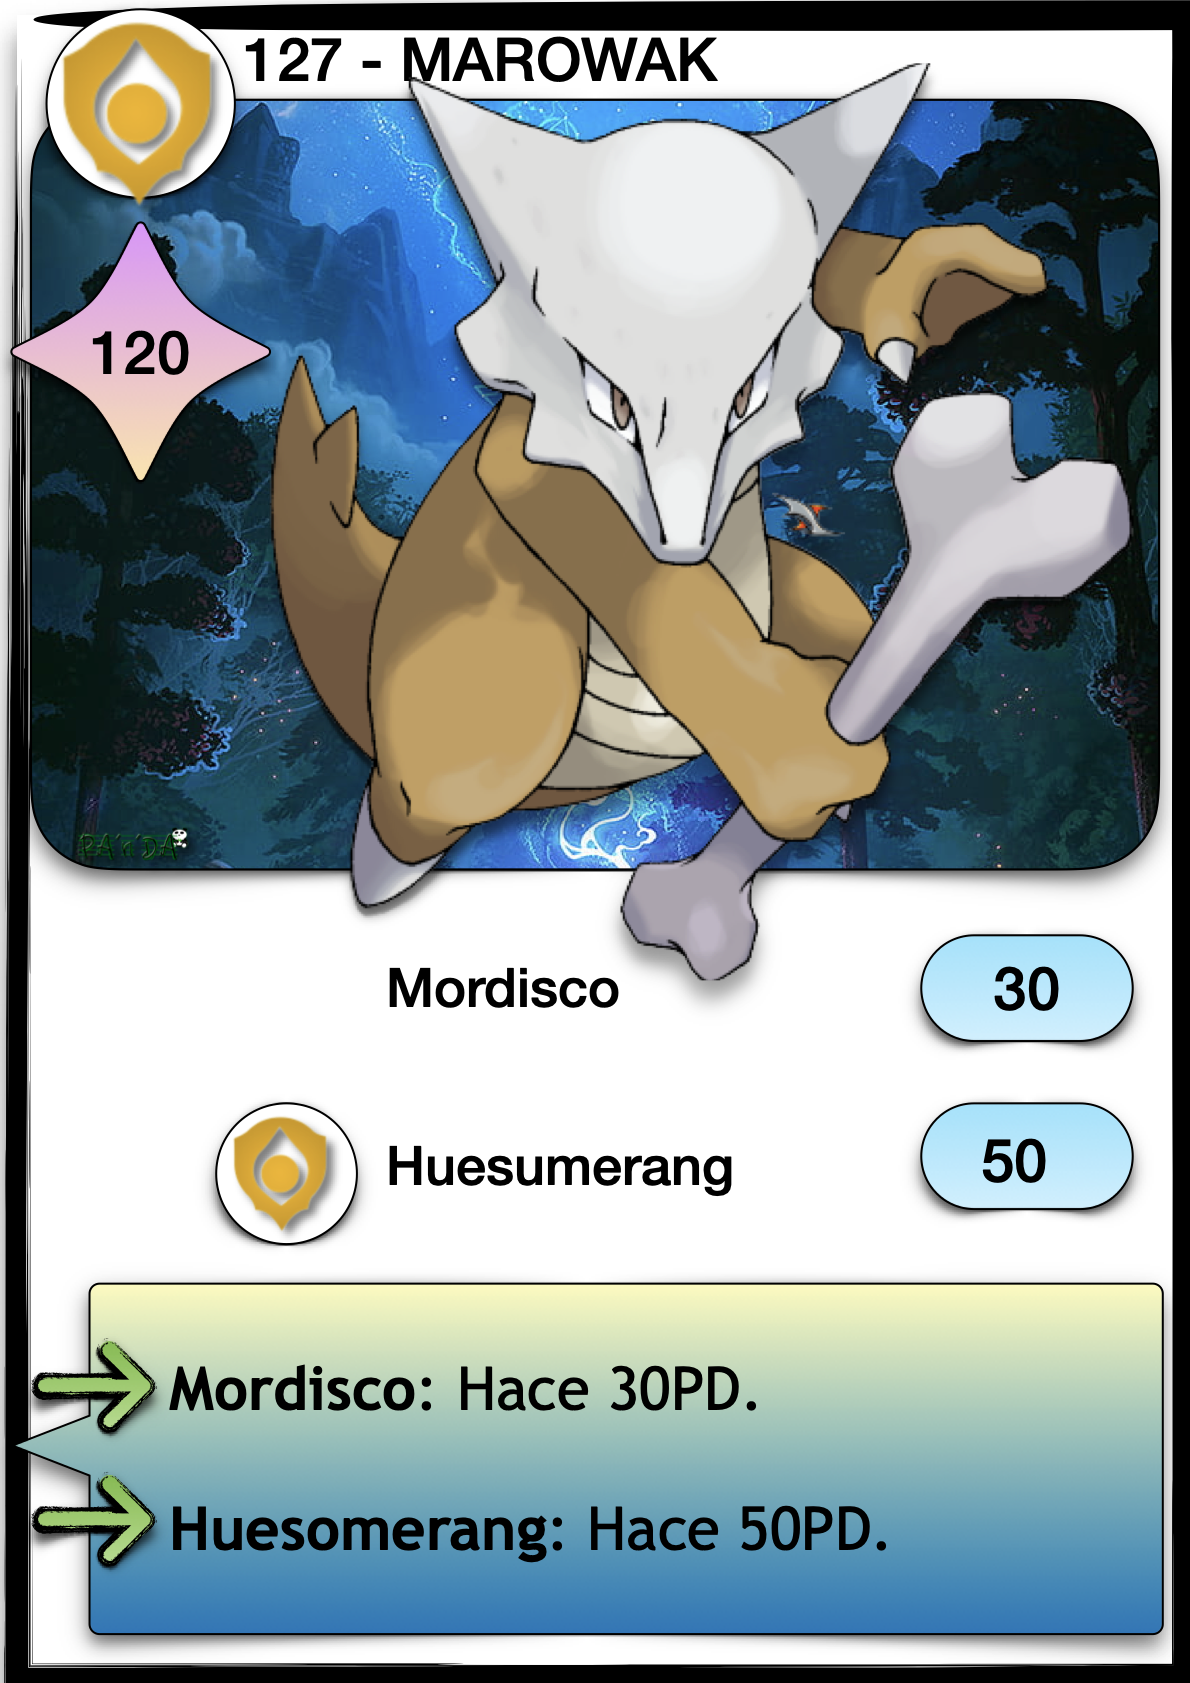 127 - MAROWAK
120
Mordisco 30
Huesumerang 50
Mordisco: Hace 30PD.
Huesomerang: Hace 50PD.